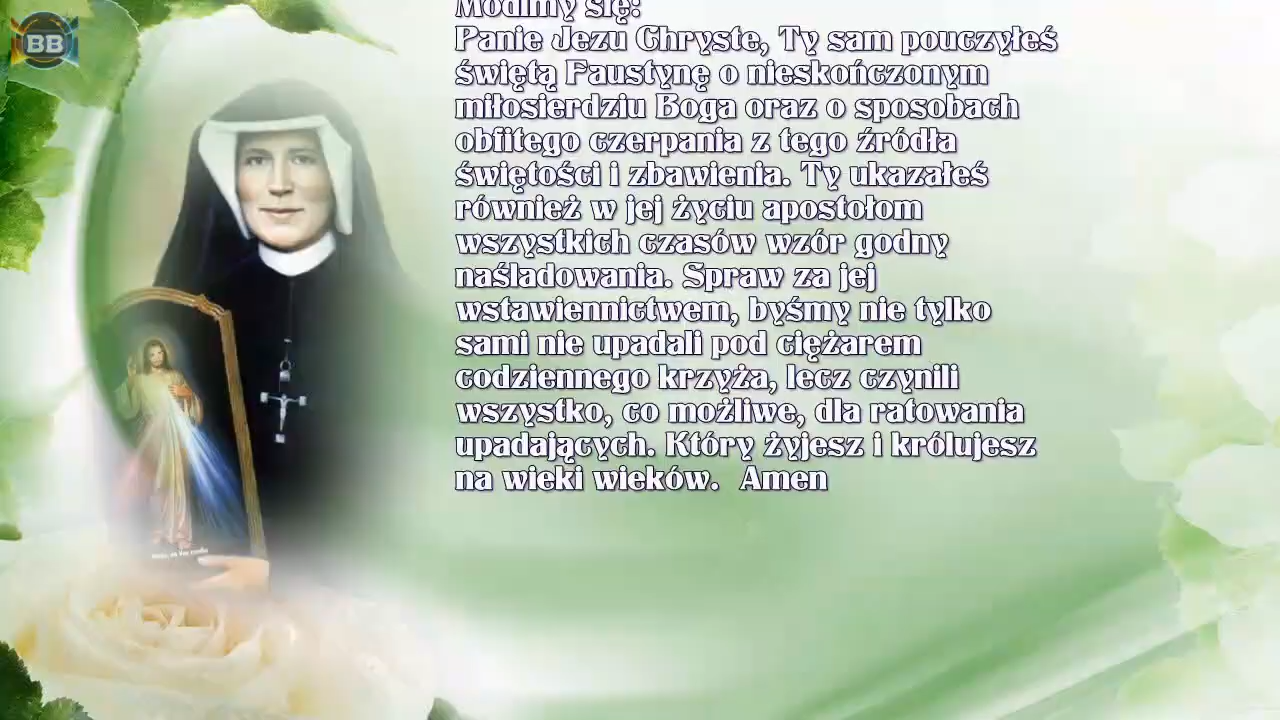 BB
Modlmy się:
Panie Jezu Chryste, Ty sam pouczyłeś
świętą Faustynę o nieskończonym
miłosierdziu Boga oraz o sposobach
obfitego czerpania z tego źródła
świętości i zbawienia. Ty ukazałeś
również w jej życiu apostołom
wszystkich czasów wzór godny
naśladowania. Spraw za jej
wstawiennictwem, byśmy nie tylko
sami nie upadali pod ciężarem
codziennego krzyża, lecz czynili
wszystko, co możliwe, dla ratowania
upadających. Który żyjesz i królujesz
na wieki wieków.  Amen